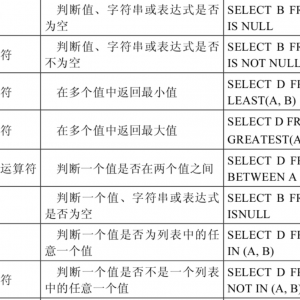 判断值、字符串或表达式是否
为空
SELECT B FR
IS NULL
符
判断值、字符串或表达式是否
不为空
SELECT B FR
IS NOT NULL
符
在多个值中返回最小值
SELECT D FR
LEAST(A, B)
符
在多个值中返回最大值
SELECT D FR
GREATEST(A
运算符
判断一个值是否在两个值之间
SELECT D FR
BETWEEN A
判断一个值、字符串或表达式
是否为空
SELECT B FR
ISNULL
判断一个值是否为列表中的任
意一个值
SELECT D FR
IN (A, B)
符
判断一个值是否不是一个列表
中的任意一个值
SELECT D FR
NOT IN (A, B)